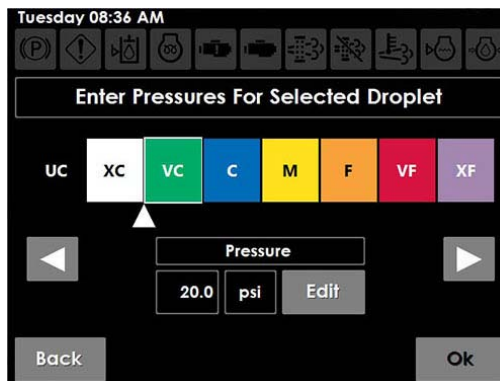 Tuesday 08:36 AM
(P)
Enter Pressures For Selected Droplet
UC XC VC C M F VF XF
Pressure
20.0 psi Edit
Back Ok